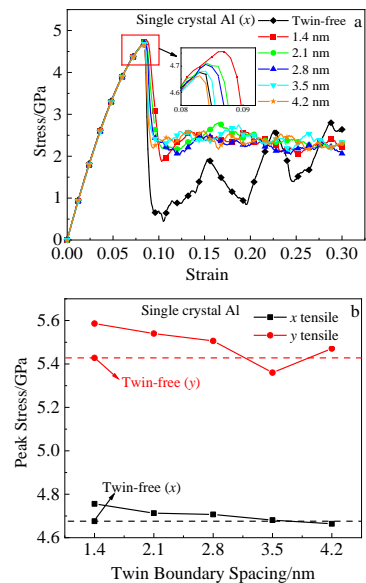 Single crystal Al (x)
a
Twin-free
1.4 nm
2.1 nm
2.8 nm
3.5 nm
4.2 nm
4.7
4.6
0.08
0.09
Stress/GPa
5
4
3
2
1
0
0.00 0.05 0.10 0.15 0.20 0.25 0.30
Strain
Single crystal Al
b
x tensile
y tensile
Twin-free (y)
Twin-free (x)
Peak Stress/GPa
5.6
5.4
5.2
5.0
4.8
4.6
1.4 2.1 2.8 3.5 4.2
Twin Boundary Spacing/nm